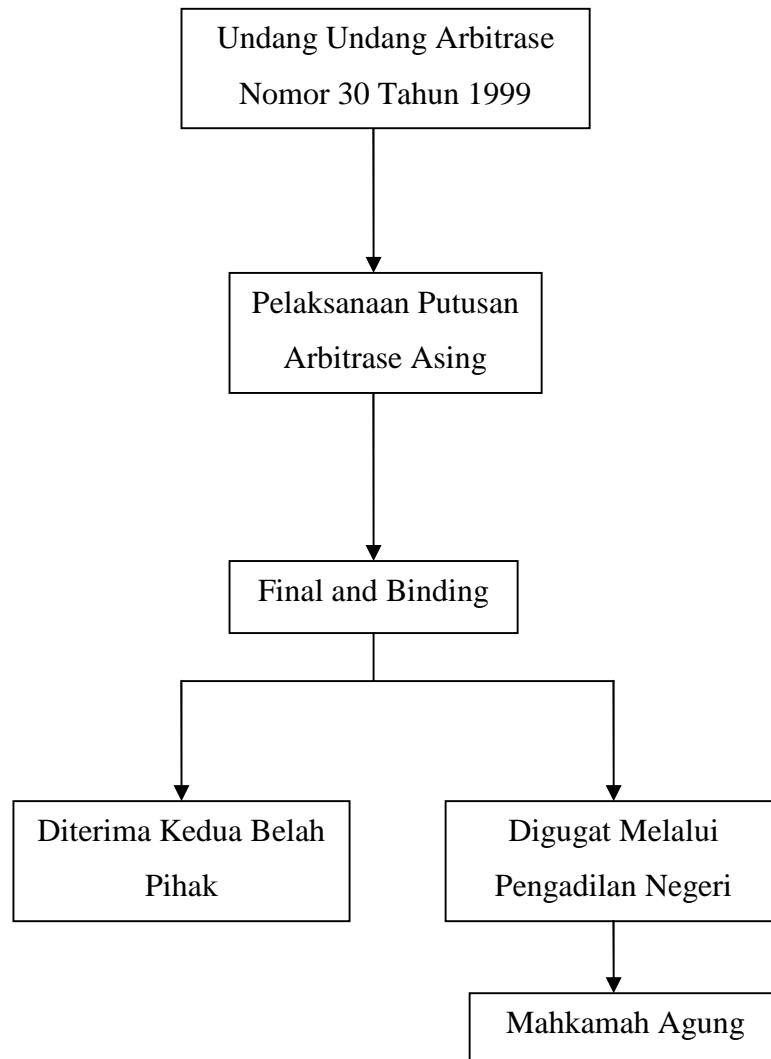 Undang Undang Arbitrase
Nomor 30 Tahun 1999
Pelaksanaan Putusan
Arbitrase Asing
Final and Binding
Diterima Kedua Belah
Pihak
Digugat Melalui
Pengadilan Negeri
Mahkamah Agung